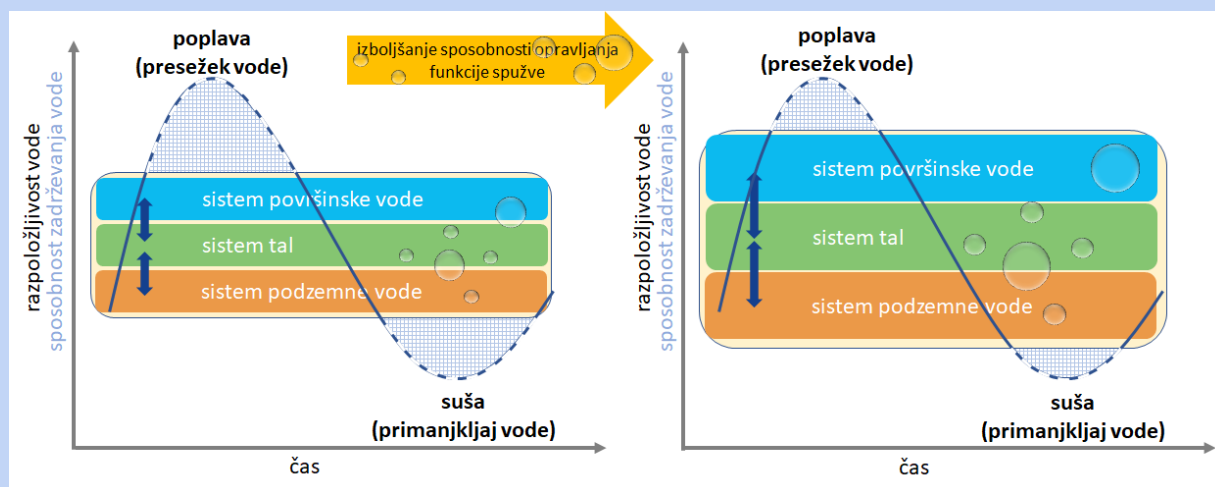 poplava
(presežek vode)
razpoložljivost vode
sposobnost zadrževanja vode
sistem površinske vode
sistem tal
sistem podzemne vode
suša
(primanjkljaj vode)
čas
izboljšanje sposobnosti opravljanja
funkcije spužve
poplava
(presežek vode)
razpoložljivost vode
sposobnost zadrževanja vode
sistem površinske vode
sistem tal
sistem podzemne vode
suša
(primanjkljaj vode)
čas